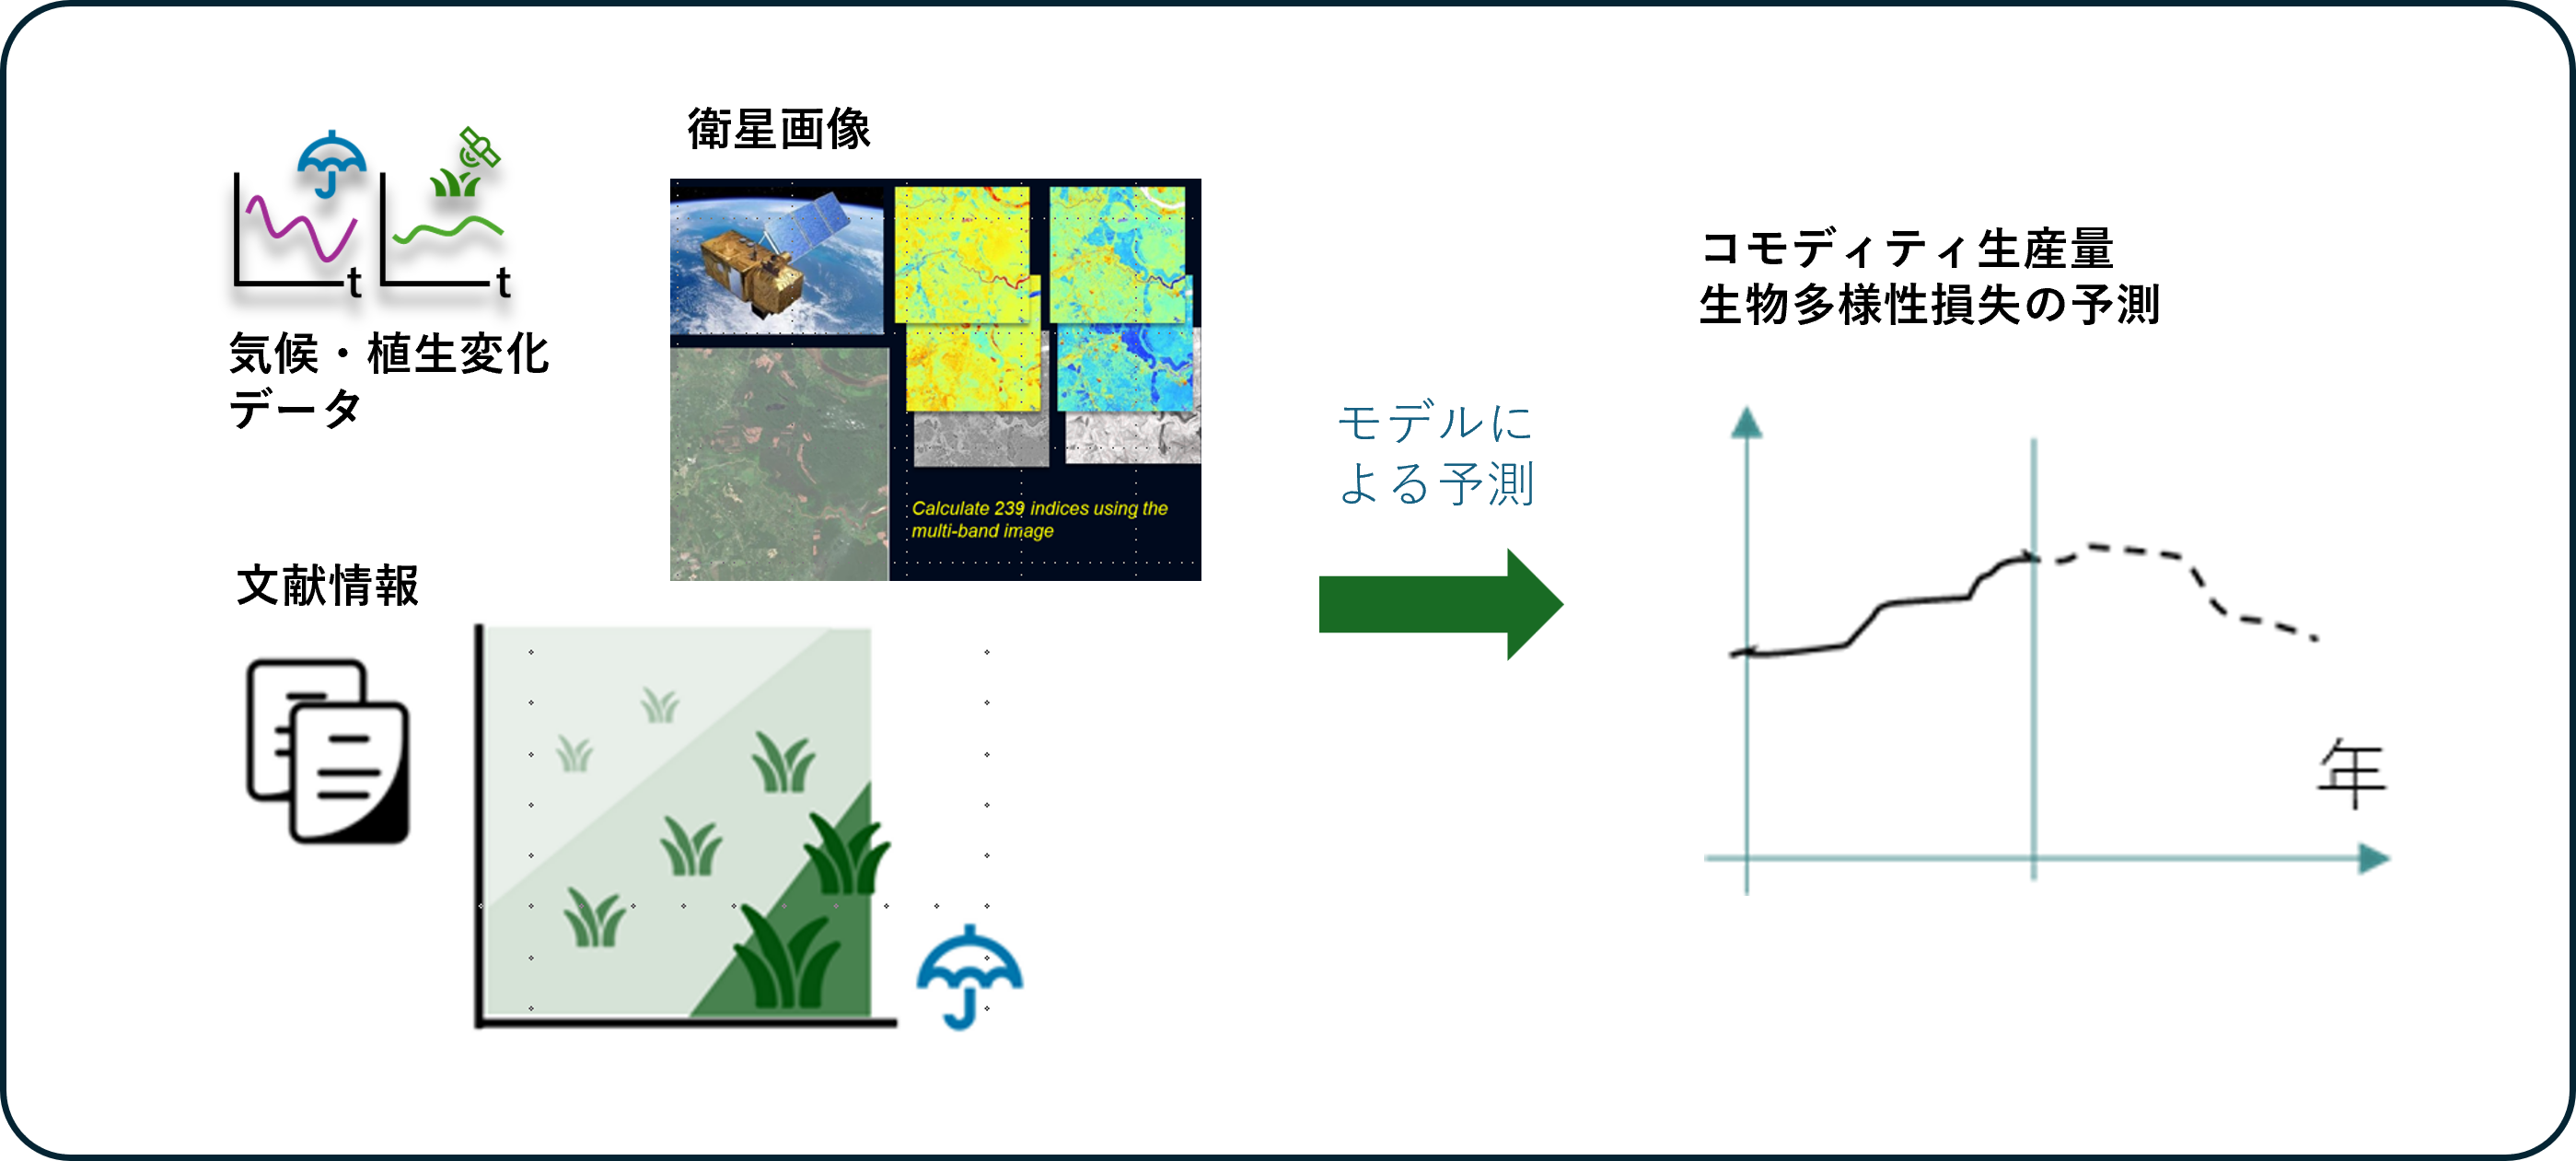 衛星画像
t
t
気候・植生変化
データ
Calculate 239 indices using the
multi-band image
文献情報
モデルに
よる予測
コモディティ生産量
生物多様性損失の予測
年